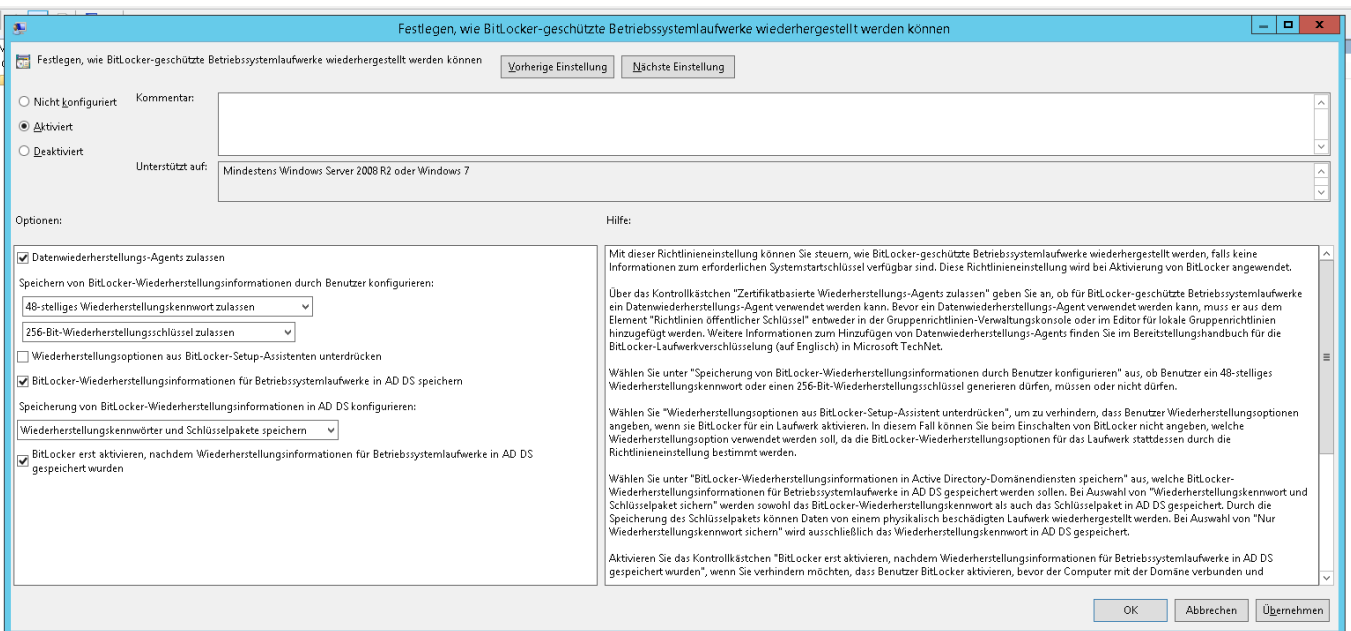 Festlegen, wie BitLocker-geschützte Betriebssystemlaufwerke wiederhergestellt werden können
Festlegen, wie BitLocker-geschützte Betriebssystemlaufwerke wiederhergestellt werden können
Vorherige Einstellung
Nächste Einstellung
Nicht konfiguriert
Kommentar:
Aktiviert
Deaktiviert
Unterstützt auf:
Mindestens Windows Server 2008 R2 oder Windows 7
Optionen:
Hilfe:
Datenwiederherstellungs-Agents zulassen
Speichern von BitLocker-Wiederherstellungsinformationen durch Benutzer konfigurieren:
48-stelliges Wiederherstellungskennwort zulassen
256-Bit-Wiederherstellungsschlüssel zulassen
Wiederherstellungsoptionen aus BitLocker-Setup-Assistenten unterdrücken
BitLocker-Wiederherstellungsinformationen für Betriebssystemlaufwerke in AD DS speichern
Speicherung von BitLocker-Wiederherstellungsinformationen in AD DS konfigurieren:
Wiederherstellungskennwörter und Schlüsselpakete speichern
BitLocker erst aktivieren, nachdem Wiederherstellungsinformationen für Betriebssystemlaufwerke in AD DS
gespeichert wurden
Mit dieser Richtlinieneinstellung können Sie steuern, wie BitLocker-geschützte Betriebssystemlaufwerke wiederhergestellt werden, falls keine
Informationen zum erforderlichen Systemstartschlüssel verfügbar sind. Diese Richtlinieneinstellung wird bei Aktivierung von BitLocker angewendet.
Über das Kontrollkästchen "Zertifikatbasierte Wiederherstellungs-Agents zulassen" geben Sie an, ob für BitLocker-geschützte Betriebssystemlaufwerke
ein Datenwiederherstellungs-Agent verwendet werden kann. Bevor ein Datenwiederherstellungs-Agent verwendet werden kann, muss er aus dem
Element "Richtlinien öffentlicher Schlüssel" entweder in der Gruppenrichtlinien-Verwaltungskonsole oder im Editor für lokale Gruppenrichtlinien
hinzugefügt werden. Weitere Informationen zum Hinzufügen von Datenwiederherstellungs-Agents finden Sie im Bereitstellungshandbuch für die
BitLocker-Laufwerkverschlüsselung (auf Englisch) in Microsoft TechNet.
Wählen Sie unter "Speicherung von BitLocker-Wiederherstellungsinformationen durch Benutzer konfigurieren" aus, ob Benutzer ein 48-stelliges
Wiederherstellungskennwort oder einen 256-Bit-Wiederherstellungsschlüssel generieren dürfen, müssen oder nicht dürfen.
Wählen Sie "Wiederherstellungsoptionen aus BitLocker-Setup-Assistent unterdrücken", um zu verhindern, dass Benutzer Wiederherstellungsoptionen
angeben, wenn sie BitLocker für ein Laufwerk aktivieren. In diesem Fall können Sie beim Einschalten von BitLocker nicht angeben, welche
Wiederherstellungsoption verwendet werden soll, da die BitLocker-Wiederherstellungsoptionen für das Laufwerk stattdessen durch die
Richtlinieneinstellung bestimmt werden.
Wählen Sie unter "BitLocker-Wiederherstellungsinformationen in Active Directory-Domänendiensten speichern" aus, welche BitLocker-
Wiederherstellungsinformationen für Betriebssystemlaufwerke in AD DS gespeichert werden sollen. Bei Auswahl von "Wiederherstellungskennwort und
Schlüsselpaket sichern" werden sowohl das BitLocker-Wiederherstellungskennwort als auch das Schlüsselpaket in AD DS gespeichert. Durch die
Speicherung des Schlüsselpakets können Daten von einem physikalisch beschädigten Laufwerk wiederhergestellt werden. Bei Auswahl von "Nur
Wiederherstellungskennwort sichern" wird ausschließlich das Wiederherstellungskennwort in AD DS gespeichert.
Aktivieren Sie das Kontrollkästchen "BitLocker erst aktivieren, nachdem Wiederherstellungsinformationen für Betriebssystemlaufwerke in AD DS
gespeichert wurden", wenn Sie verhindern möchten, dass Benutzer BitLocker aktivieren, bevor der Computer mit der Domäne verbunden und
OK
Abbrechen
Übernehmen